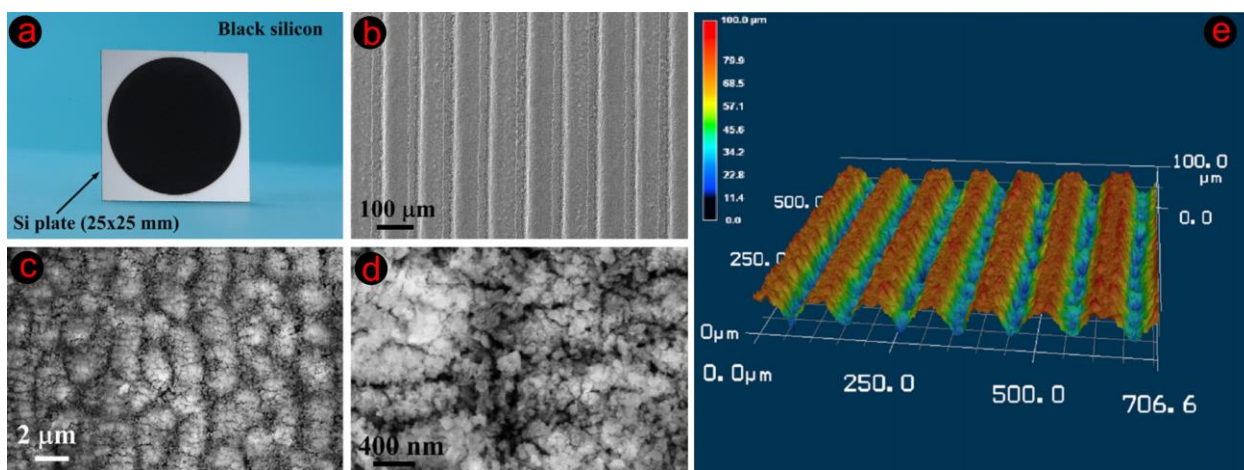 a
Black silicon
Si plate (25x25 mm)
b
100 μm
c
2 μm
d
400 nm
e
100.0 μm
79.9
68.5
57.1
45.6
34.2
22.8
11.4
0.0
100.0
μm
0.0
500.0
250.0
0μm
0.0μm
250.0
500.0
706.6